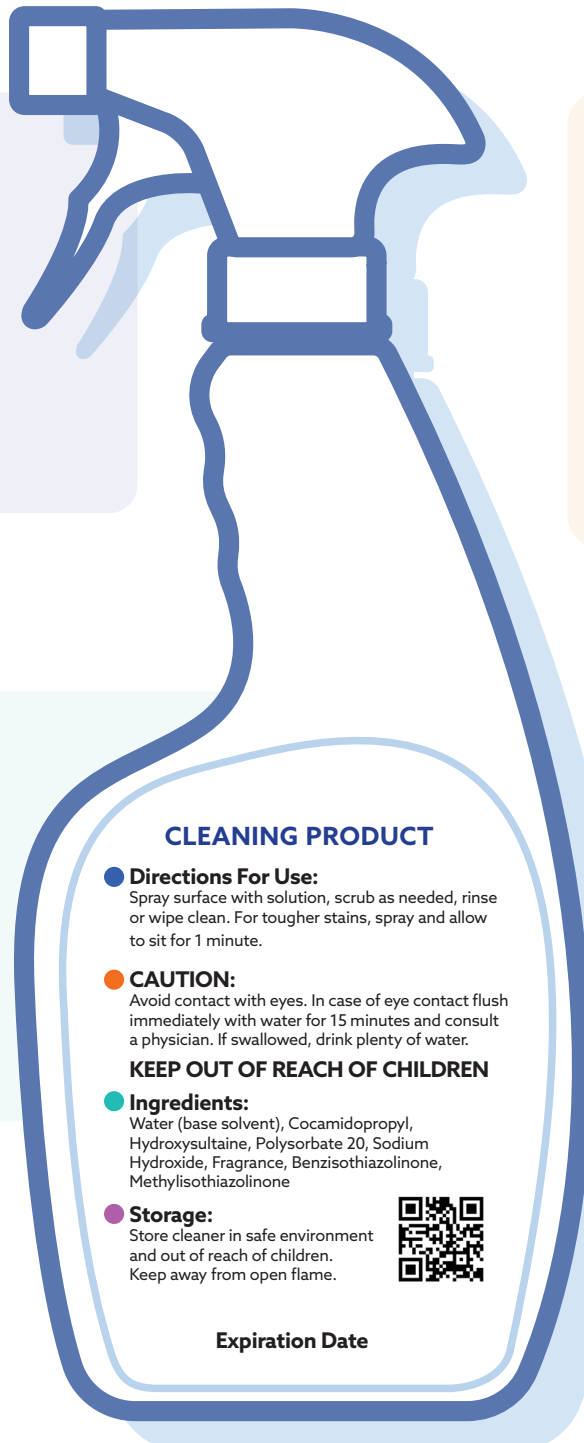 CLEANING PRODUCT
Directions For Use:
Spray surface with solution, scrub as needed, rinse
or wipe clean. For tougher stains, spray and allow
to sit for 1 minute.
CAUTION:
Avoid contact with eyes. In case of eye contact flush
immediately with water for 15 minutes and consult
a physician. If swallowed, drink plenty of water.
KEEP OUT OF REACH OF CHILDREN
Ingredients:
Water (base solvent), Cocamidopropyl,
Hydroxysultaine, Polysorbate 20, Sodium
Hydroxide, Fragrance, Benzisothiazolinone,
Methylisothiazolinone
Storage:
Store cleaner in safe environment
and out of reach of children.
Keep away from open flame.
Expiration Date